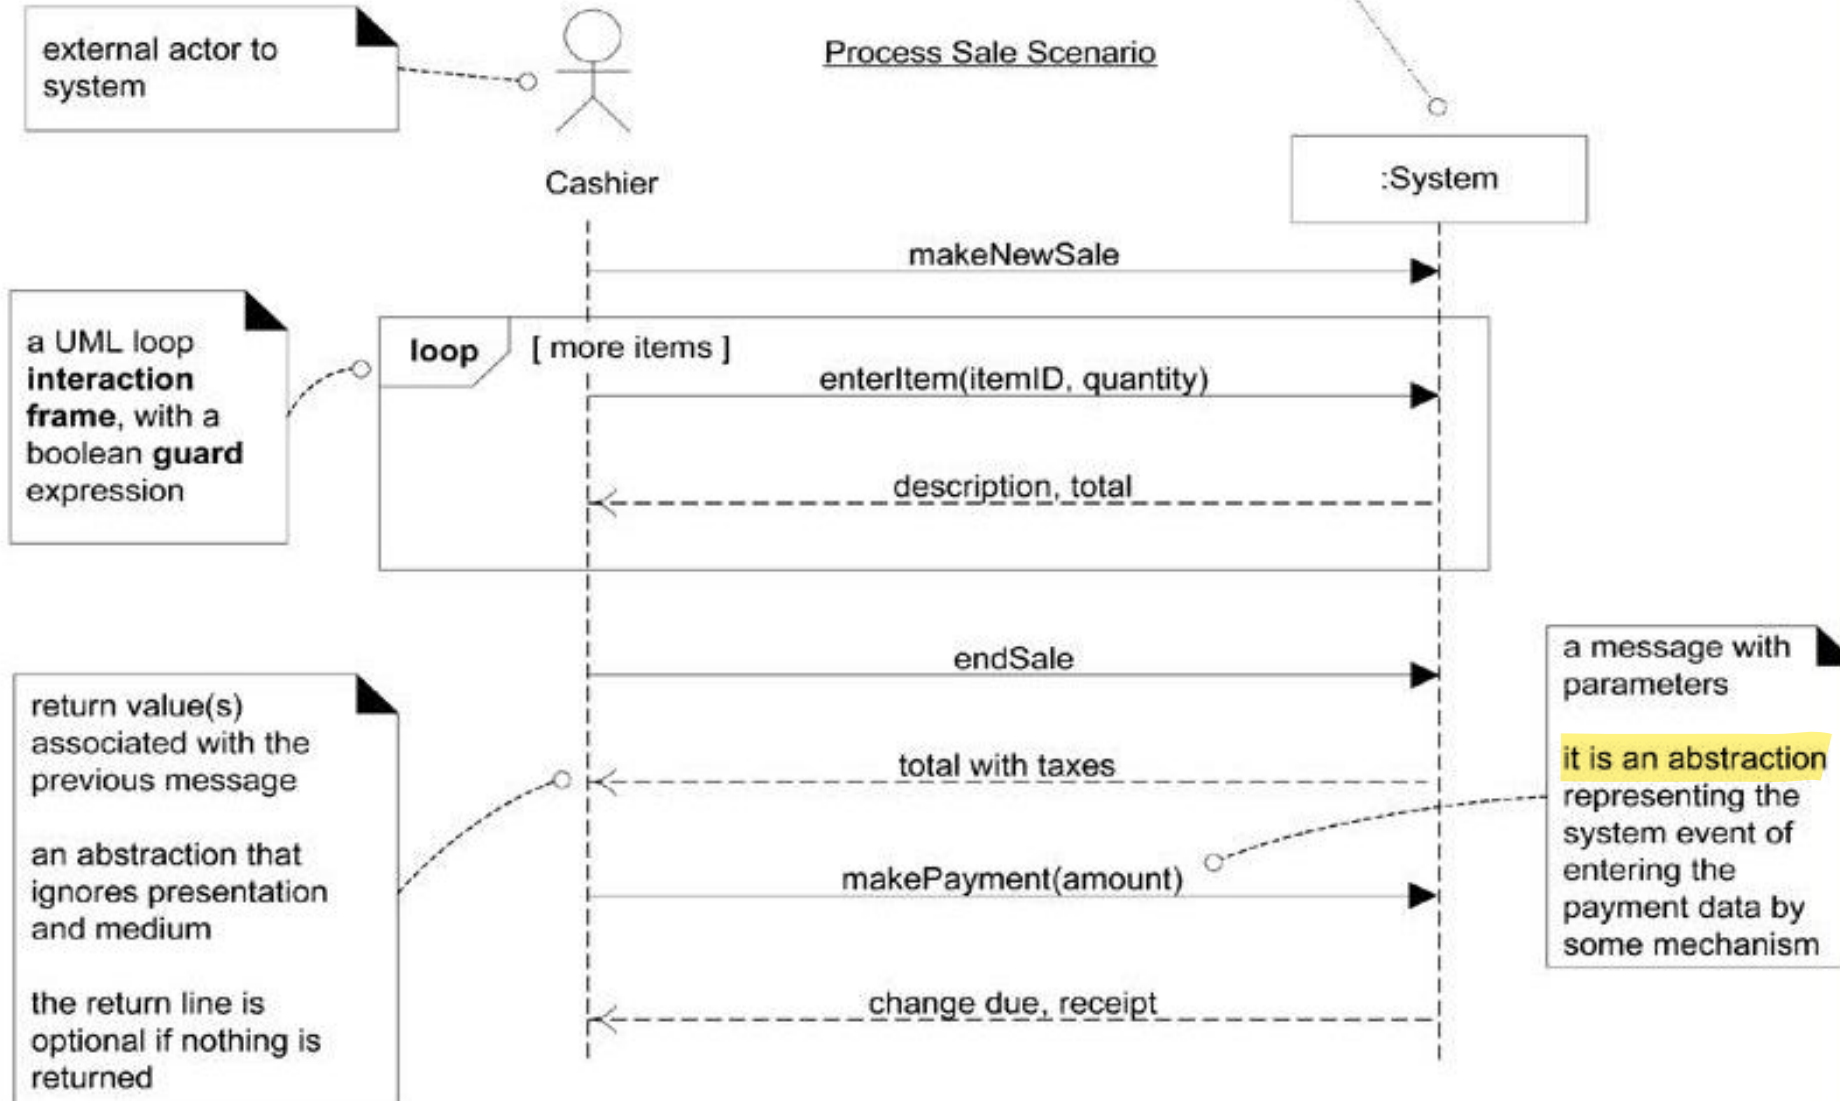 external actor to
system
Process Sale Scenario
Cashier
:System
makeNewSale
a UML loop
interaction
frame, with a
boolean guard
expression
loop
[ more items ]
enterItem(itemID, quantity)
description, total
endSale
a message with
parameters
it is an abstraction
representing the
system event of
entering the
payment data by
some mechanism
return value(s)
associated with the
previous message
an abstraction that
ignores presentation
and medium
the return line is
optional if nothing is
returned
total with taxes
makePayment(amount)
change due, receipt